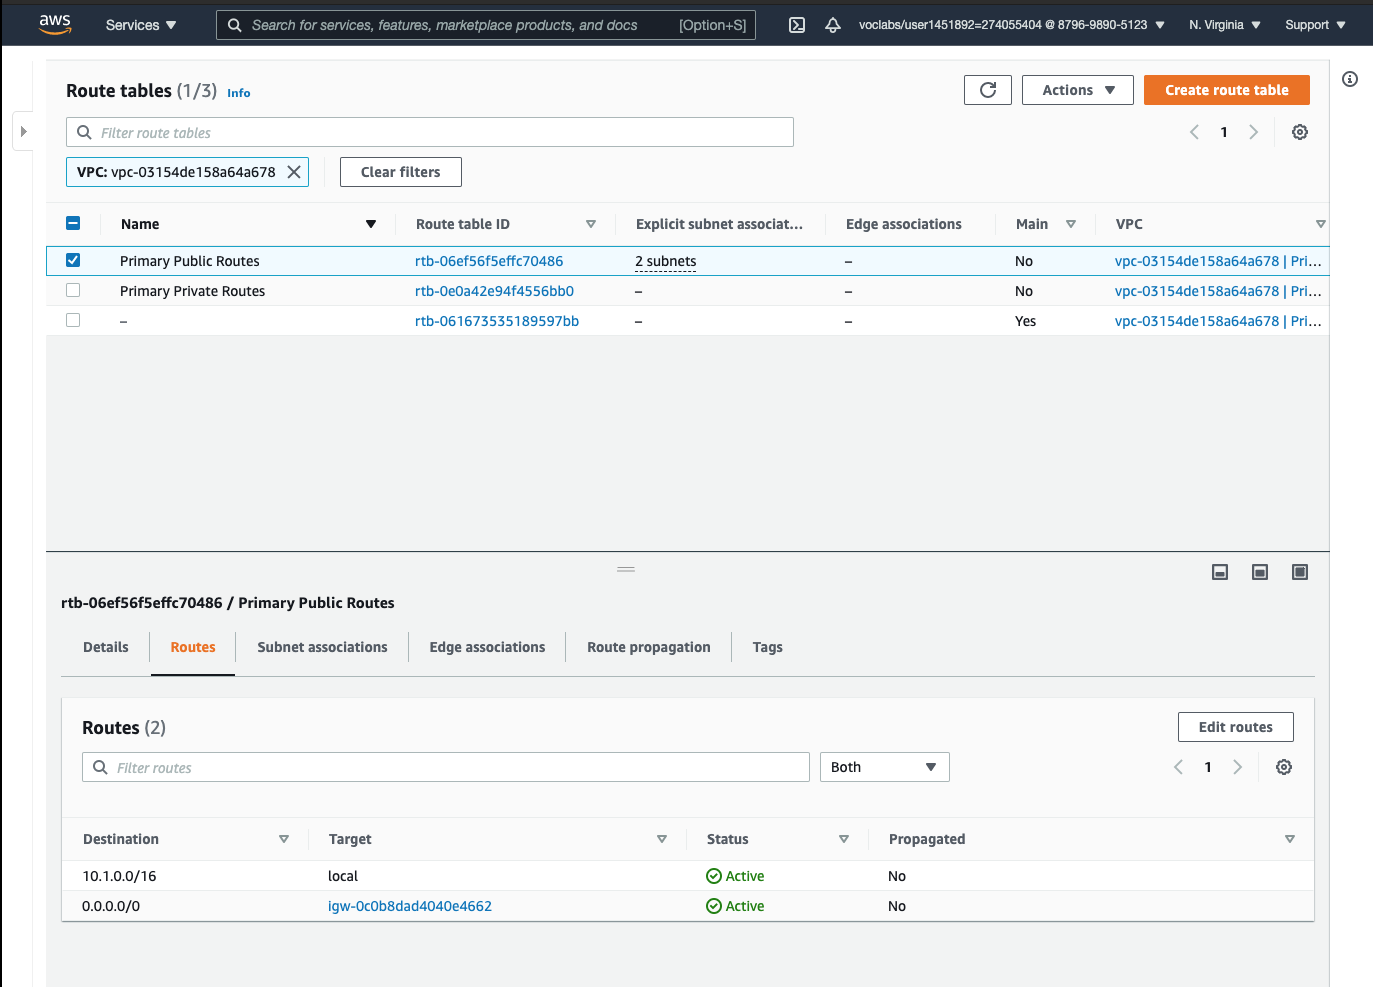 aws Services Search for services, features, marketplace products, and docs [Option+S] voclabs/user1451892=274055404 @ 8796-9890-5123 N. Virginia Support
Route tables (1/3) Info Actions Create route table
Filter route tables 1
VPC: vpc-03154de158a64a678 Clear filters
Name Route table ID Explicit subnet associat... Edge associations Main VPC
Primary Public Routes rtb-06ef56f5effc70486 2 subnets – No vpc-03154de158a64a678 | Pri...
Primary Private Routes rtb-0e0a42e94f4556bb0 – – No vpc-03154de158a64a678 | Pri...
– rtb-061673535189597bb – – Yes vpc-03154de158a64a678 | Pri...
rtb-06ef56f5effc70486 / Primary Public Routes
Details Routes Subnet associations Edge associations Route propagation Tags
Routes (2) Edit routes
Filter routes Both 1
Destination Target Status Propagated
10.1.0.0/16 local Active No
0.0.0.0/0 igw-0c0b8dad4040e4662 Active No